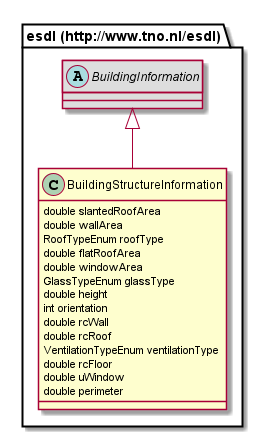 esdl (http://www.tno.nl/esdl)
A BuildingInformation
C BuildingStructureInformation
double slantedRoofArea
double wallArea
RoofTypeEnum roofType
double flatRoofArea
double windowArea
GlassTypeEnum glassType
double height
int orientation
double rcWall
double rcRoof
VentilationTypeEnum ventilationType
double rcFloor
double uWindow
double perimeter